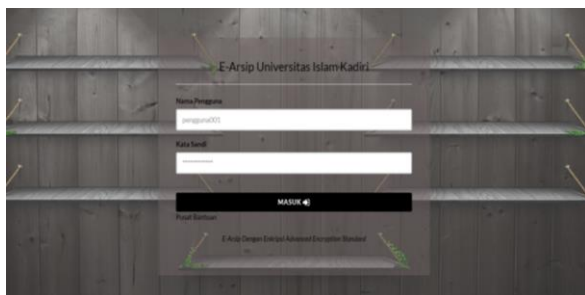 E-Arsip Universitas Islam Kadiri
Nama Pengguna
pengguna001
Kata Sandi
MASUK
Pusat Bantuan
E-Arsip Dengan Enkripsi Advanced Encryption Standard